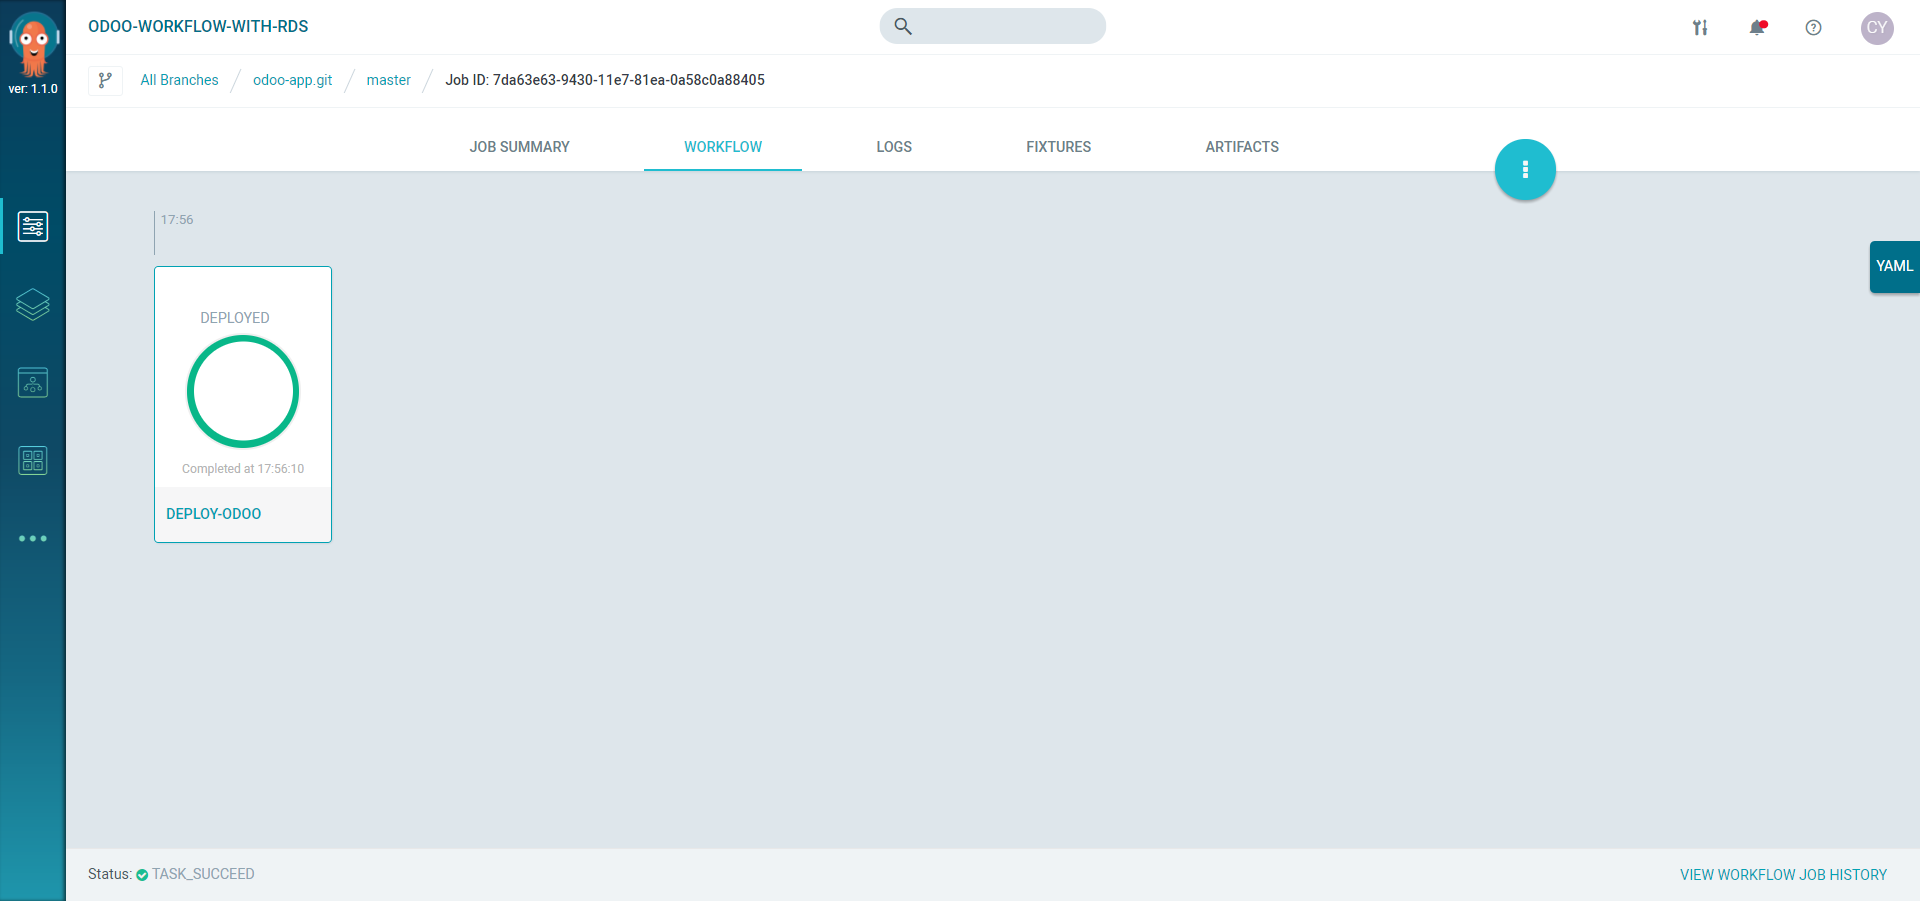 ver: 1.1.0
ODOO-WORKFLOW-WITH-RDS
CY
All Branches / odoo-app.git / master / Job ID: 7da63e63-9430-11e7-81ea-0a58c0a88405
JOB SUMMARY WORKFLOW LOGS FIXTURES ARTIFACTS
17:56
YAML
DEPLOYED
Completed at 17:56:10
DEPLOY-ODOO
Status: TASK_SUCCEED
VIEW WORKFLOW JOB HISTORY